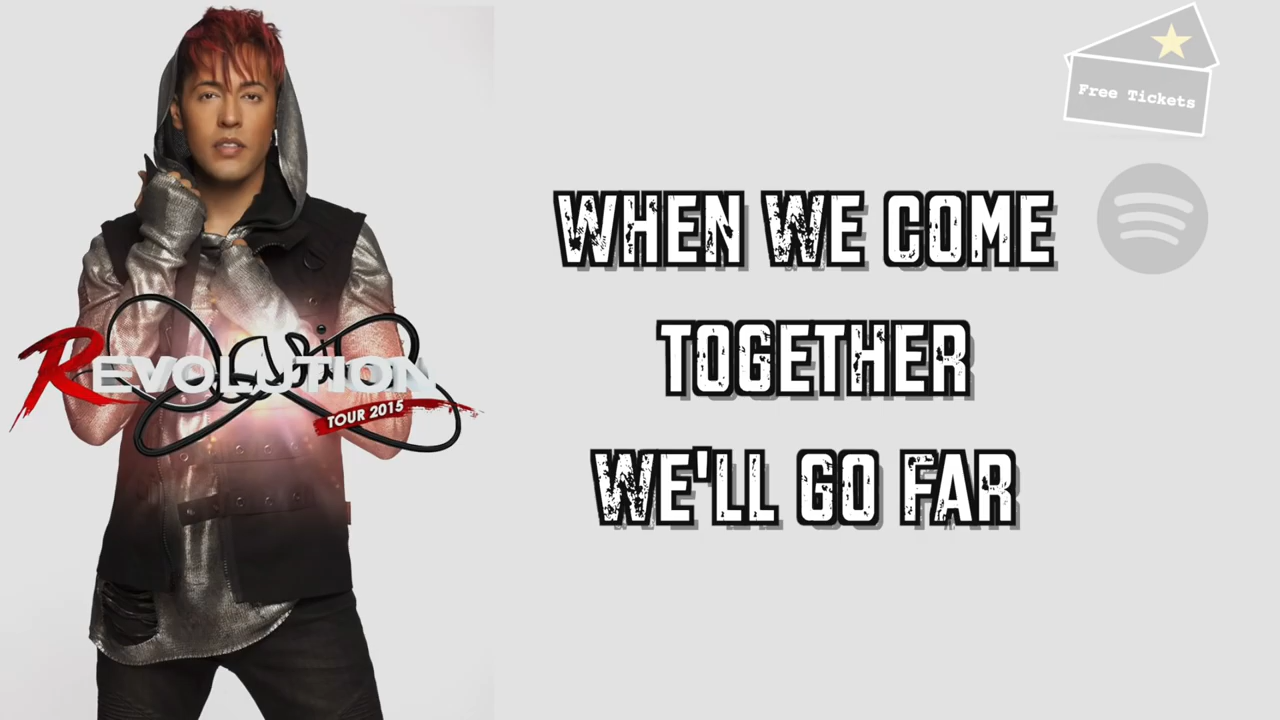 Free Tickets
WHEN WE COME
TOGETHER
WE'LL GO FAR
REVOLUTION
TOUR 2015